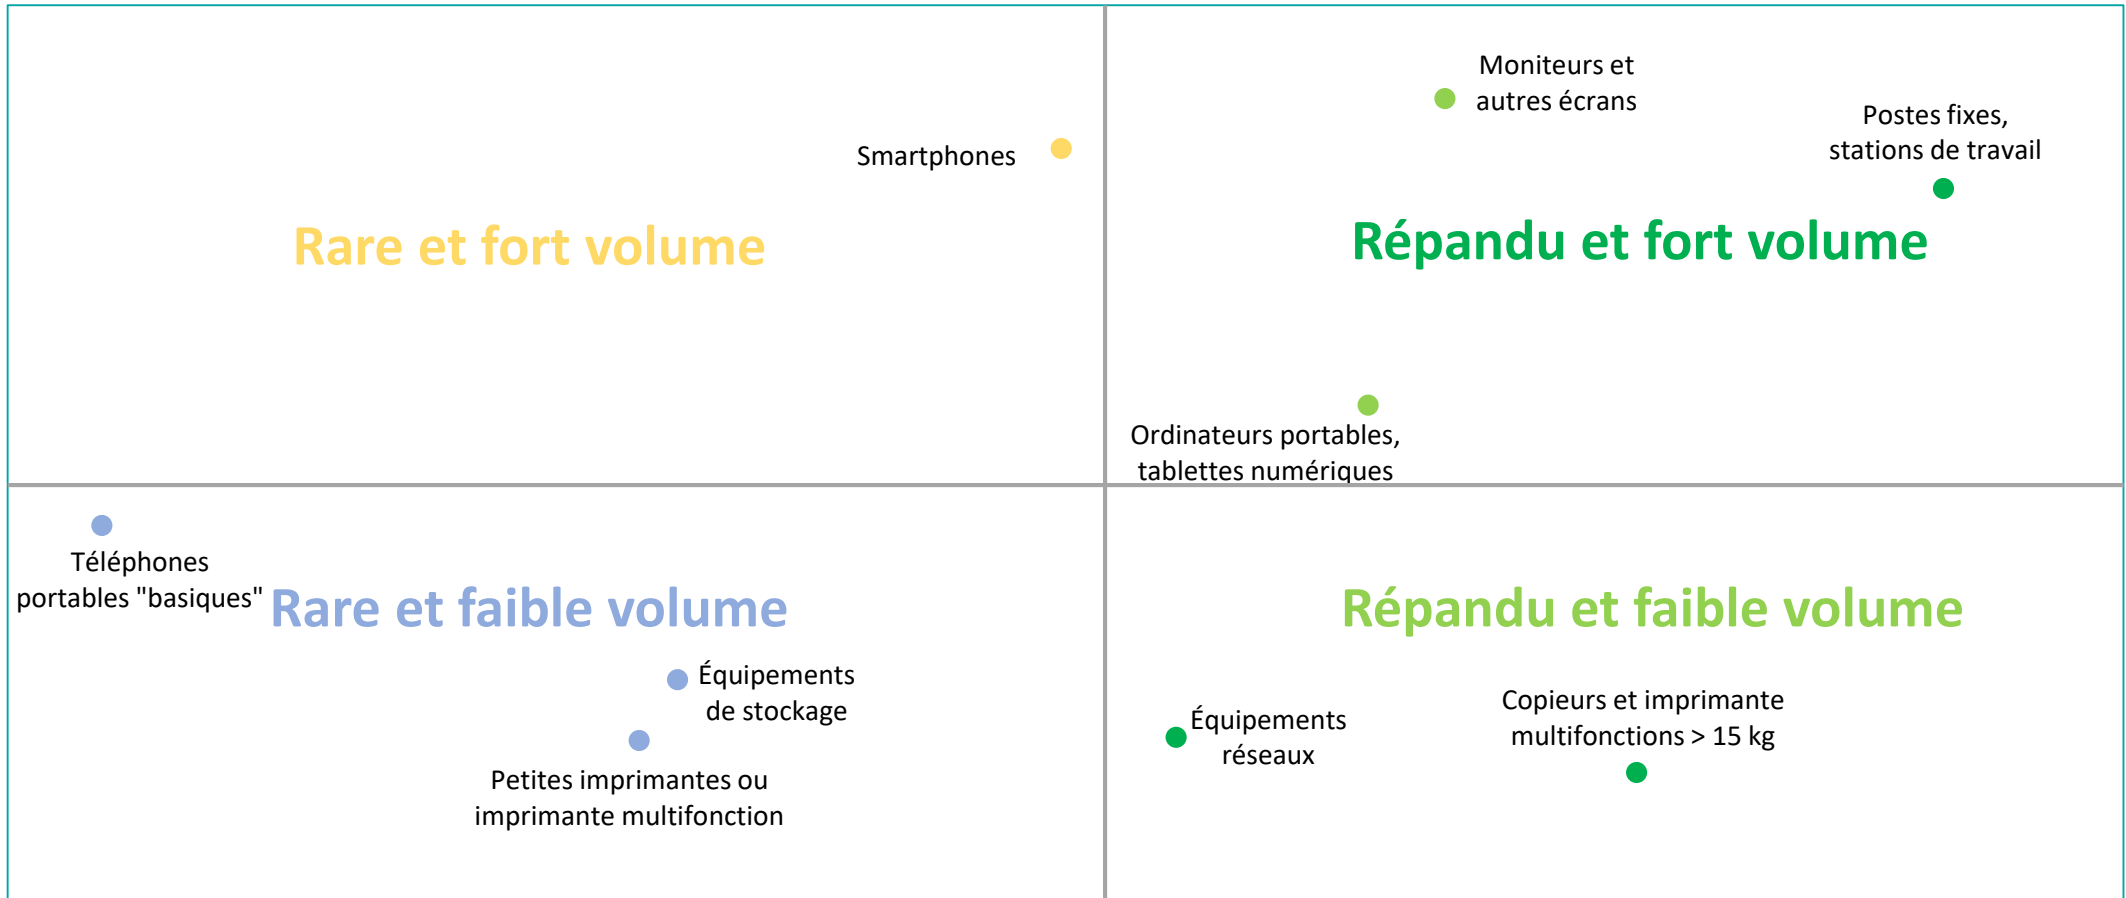 Smartphones
Rare et fort volume
Moniteurs et
autres écrans
Postes fixes,
stations de travail
Répandu et fort volume
Ordinateurs portables,
tablettes numériques
Téléphones
portables "basiques"
Rare et faible volume
Équipements
de stockage
Petites imprimantes ou
imprimante multifonction
Répandu et faible volume
Équipements
réseaux
Copieurs et imprimante
multifonctions > 15 kg